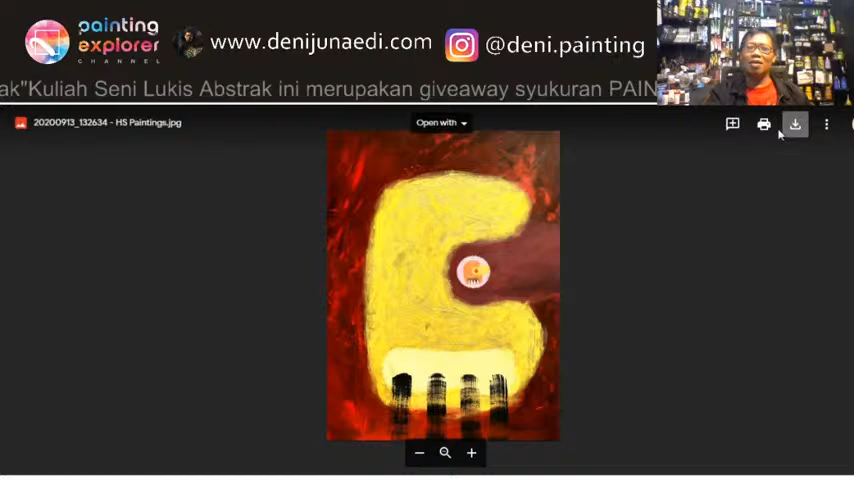 painting
explorer
CHANNEL
www.denijunaedi.com
@deni.painting
ak"Kuliah Seni Lukis Abstrak ini merupakan giveaway syukuran PAIN
20200913_132634 - HS Paintings.jpg
Open with